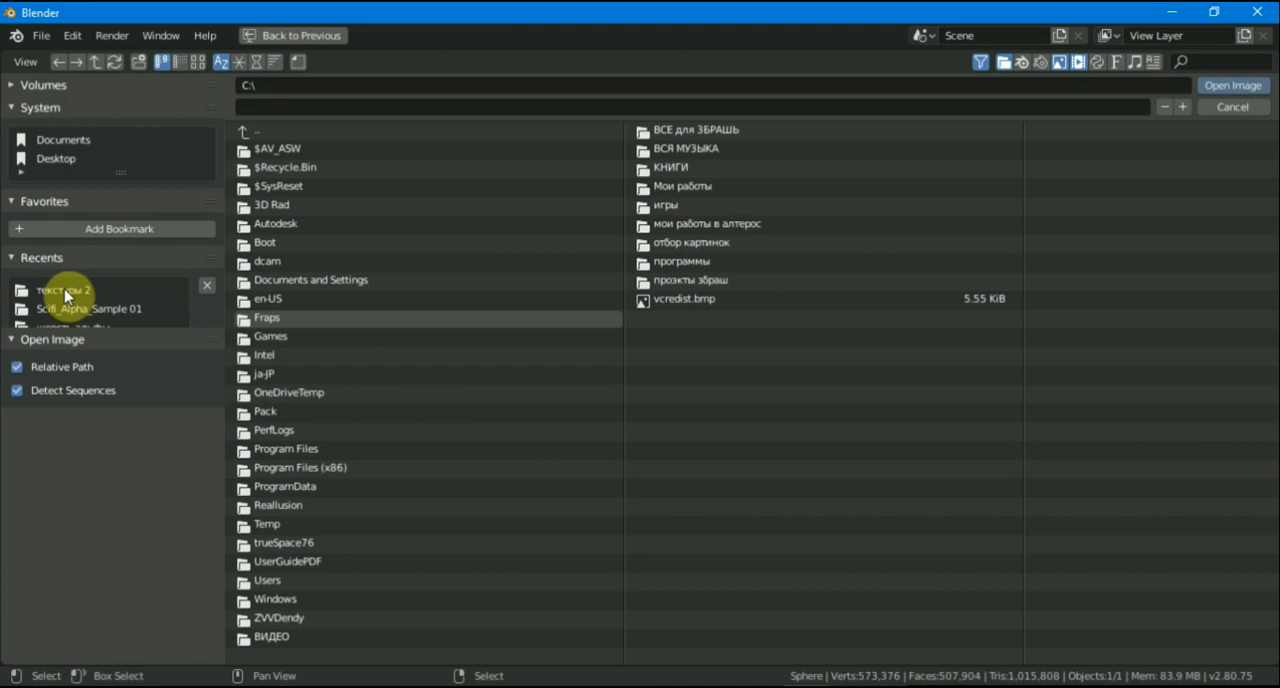 Blender
File Edit Render Window Help Back to Previous Scene View Layer
View
Volumes
C:\
Open Image
System
Cancel
Documents
Desktop
Favorites
Add Bookmark
Recents
текстуры 2
Scifi_Alpha_Sample 01
Open Image
Relative Path
Detect Sequences
..
$AV_ASW
$Recycle.Bin
$SysReset
3D Rad
Autodesk
Boot
dcam
Documents and Settings
en-US
Fraps
Games
Intel
ja-JP
OneDriveTemp
Pack
PerfLogs
Program Files
Program Files (x86)
ProgramData
Reallusion
Temp
trueSpace76
UserGuidePDF
Users
Windows
ZVVDendy
ВИДЕО
ВСЕ для ЗБРАШЬ
ВСЯ МУЗЫКА
КНИГИ
Мои работы
игры
мои работы в алтерос
отбор картинок
программы
проэкты збраш
vcredist.bmp 5.55 KiB
Select Box Select Pan View Select Sphere | Verts:573,376 | Faces:507,904 | Tris:1,015,808 | Objects:1/1 | Mem: 83.9 MB | v2.80.75